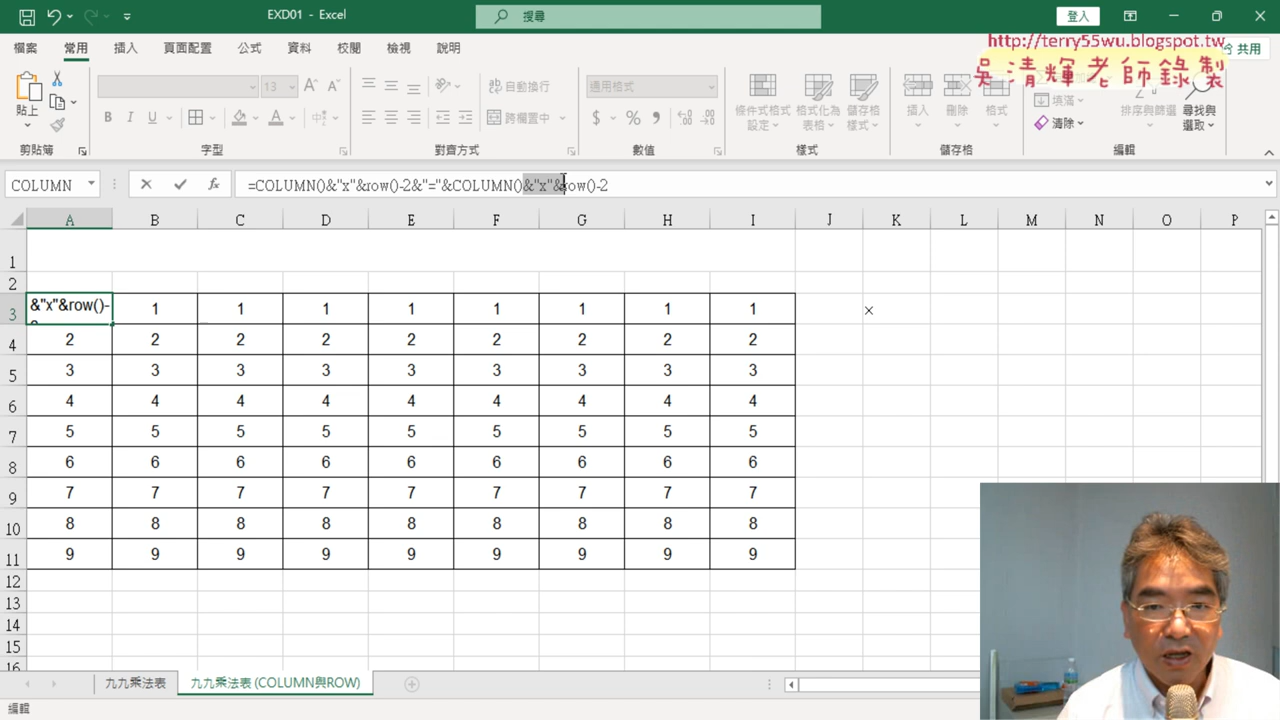 EXD01 - Excel
搜尋
登入
檔案 常用 插入 頁面配置 公式 資料 校閱 檢視 說明
http://terry55wu.blogspot.tw
共用
吳清輝老師錄製
貼上
13
A A
B I U
自動換行
跨欄置中
通用格式
$ % 9
條件式格式設定
格式化為表格
儲存格樣式
插入 刪除 格式
填滿
清除
排序與篩選
尋找與選取
剪貼簿 字型 對齊方式 數值 樣式 儲存格 編輯
COLUMN
fx
=COLUMN()&"x"&row()-2&"="&COLUMN()&"x"&row()-2
A B C D E F G H I J K L M N O P
1
2
3 &"x"&row()- 1 1 1 1 1 1 1 1 ×
4 2 2 2 2 2 2 2 2 2
5 3 3 3 3 3 3 3 3 3
6 4 4 4 4 4 4 4 4 4
7 5 5 5 5 5 5 5 5 5
8 6 6 6 6 6 6 6 6 6
9 7 7 7 7 7 7 7 7 7
10 8 8 8 8 8 8 8 8 8
11 9 9 9 9 9 9 9 9 9
12
13
14
15
16
九九乘法表 九九乘法表 (COLUMN與ROW)
編輯